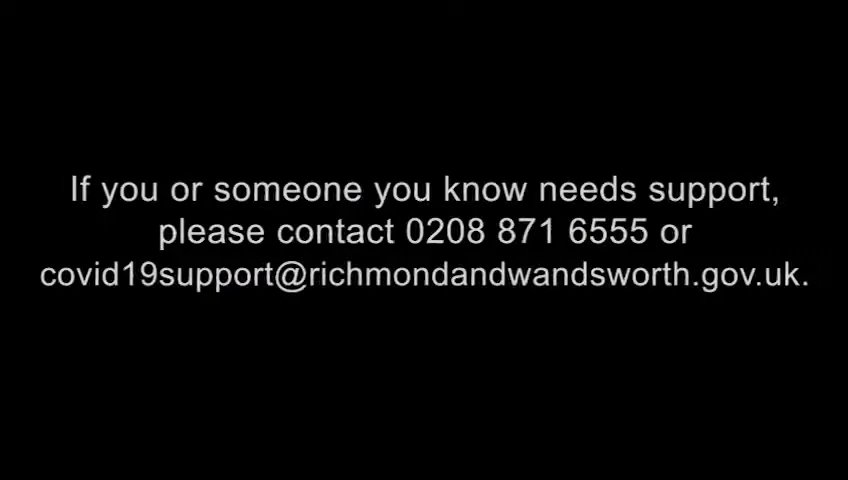 If you or someone you know needs support,
please contact 0208 871 6555 or
covid19support@richmondandwandsworth.gov.uk.